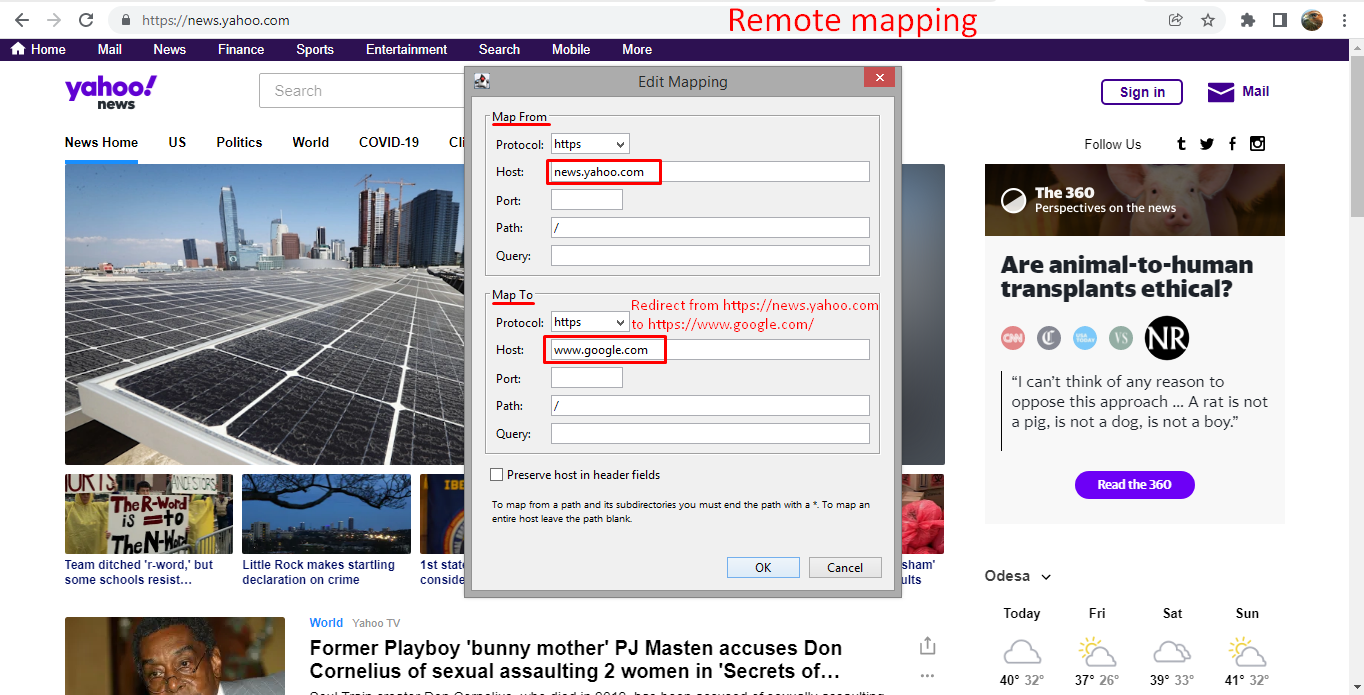 https://news.yahoo.com
Remote mapping
Home Mail News Finance Sports Entertainment Search Mobile More
yahoo!
news
Search
Sign in
Mail
News Home US Politics World COVID-19
Follow Us
Edit Mapping
Map From
Protocol: https
Host: news.yahoo.com
Port:
Path: /
Query:
Map To
Redirect from https://news.yahoo.com
to https://www.google.com/
Protocol: https
Host: www.google.com
Port:
Path: /
Query:
Preserve host in header fields
To map from a path and its subdirectories you must end the path with a *. To map an
entire host leave the path blank.
OK Cancel
The 360
Perspectives on the news
Are animal-to-human
transplants ethical?
CNN
USA TODAY
VS
NR
“I can’t think of any reason to
oppose this approach ... A rat is not
a pig, is not a dog, is not a boy.”
Read the 360
ANCESTORS
The R-Word
is = to
The N-Word
Team ditched 'r-word,' but
some schools resist...
Little Rock makes startling
declaration on crime
1st state
Odesa
Today Fri Sat Sun
40° 32° 37° 26° 40° 33° 41° 32°
World Yahoo TV
Former Playboy 'bunny mother' PJ Masten accuses Don
Cornelius of sexual assaulting 2 women in 'Secrets of...